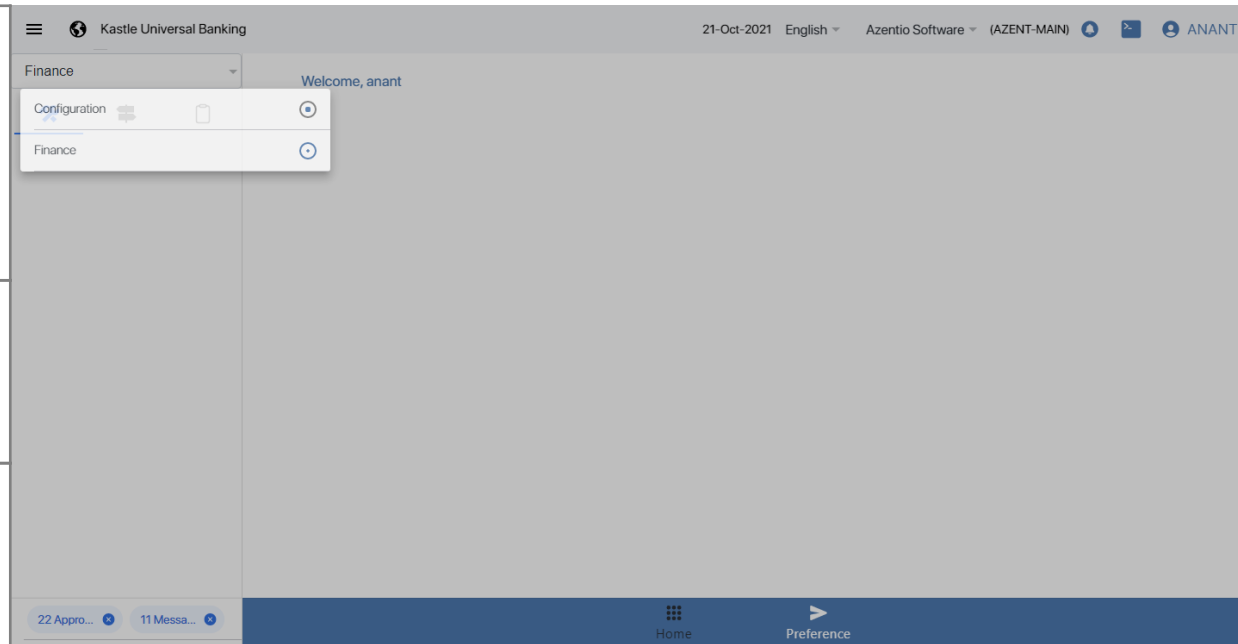 Kastle Universal Banking
21-Oct-2021 English Azentio Software (AZENT-MAIN) ANANT
Finance
Welcome, anant
Configuration
Finance
22 Appro... 11 Messa...
Home Preference